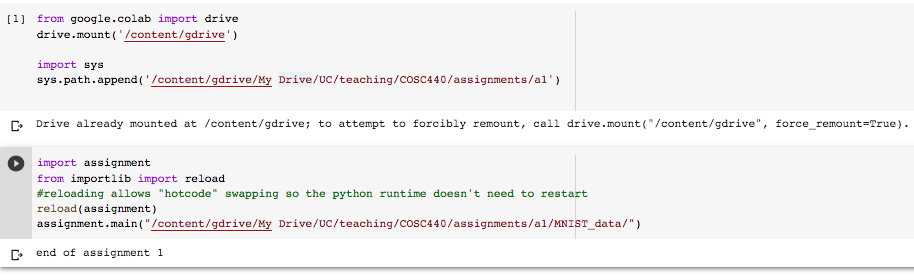 [1] from google.colab import drive
drive.mount('/content/gdrive')
import sys
sys.path.append('/content/gdrive/My Drive/UC/teaching/COSC440/assignments/a1')
Drive already mounted at /content/gdrive; to attempt to forcibly remount, call drive.mount("/content/gdrive", force_remount=True).
import assignment
from importlib import reload
#reloading allows "hotcode" swapping so the python runtime doesn't need to restart
reload(assignment)
assignment.main("/content/gdrive/My Drive/UC/teaching/COSC440/assignments/a1/MNIST_data/")
end of assignment 1